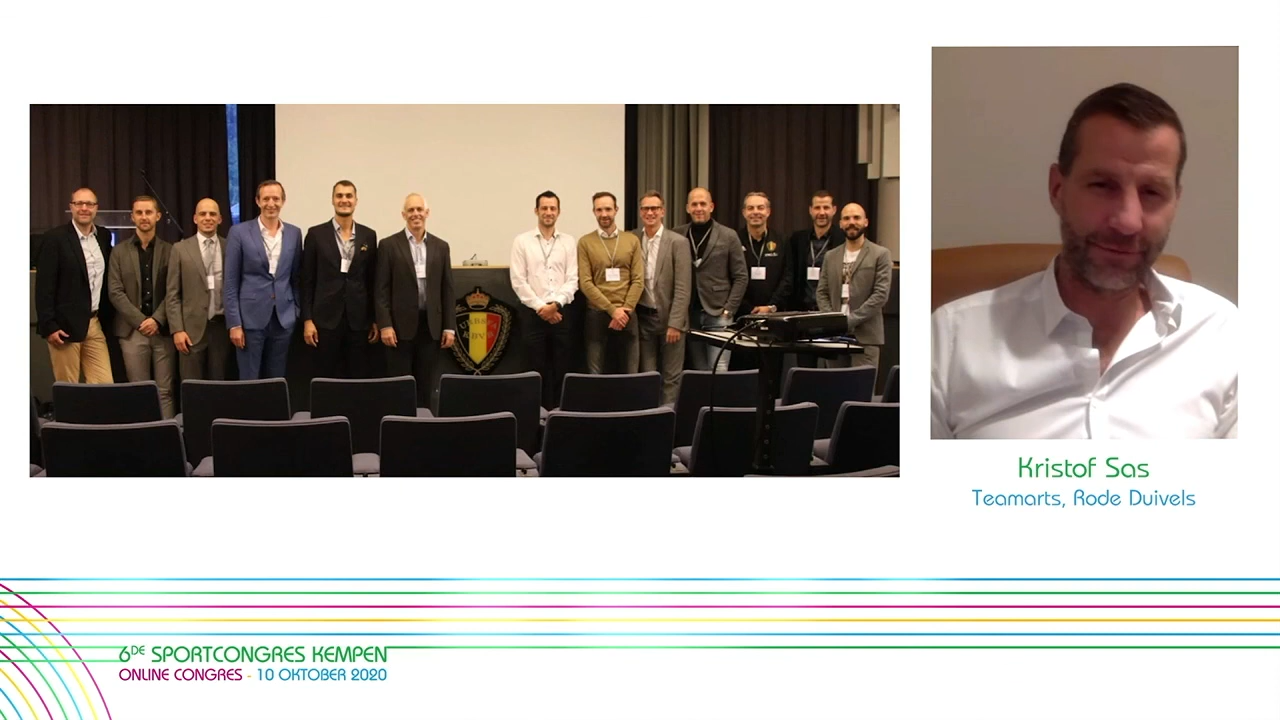 Kristof Sas
Teamarts, Rode Duivels
6DE SPORTCONGRES KEMPEN
ONLINE CONGRES - 10 OKTOBER 2020